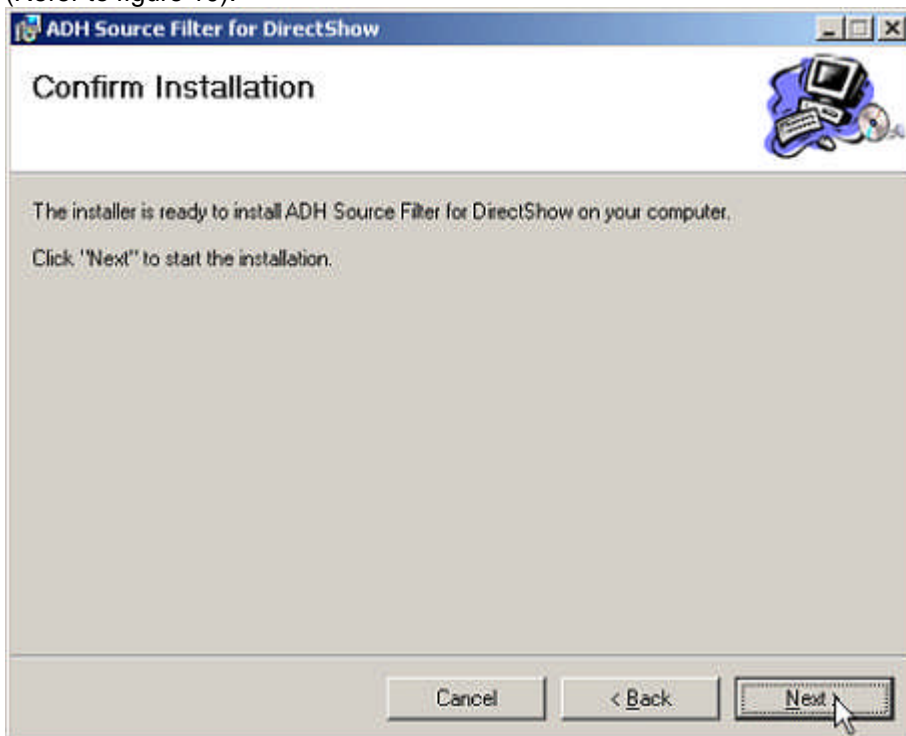 ADH Source Filter for DirectShow
Confirm Installation
The installer is ready to install ADH Source Filter for DirectShow on your computer.
Click "Next" to start the installation.
Cancel
< Back
Next >